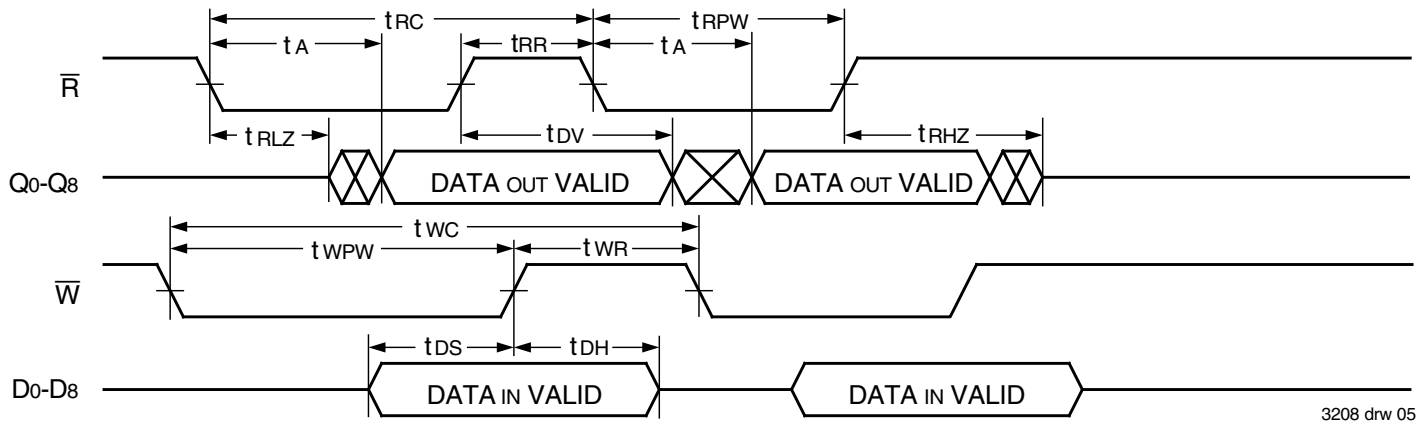 tRC tRPW
tA tRR tA
R
tRLZ tDV tRHZ
Q0-Q8 DATA OUT VALID DATA OUT VALID
tWC
tWPW tWR
W
tDS tDH
D0-D8 DATA IN VALID DATA IN VALID
3208 drw 05